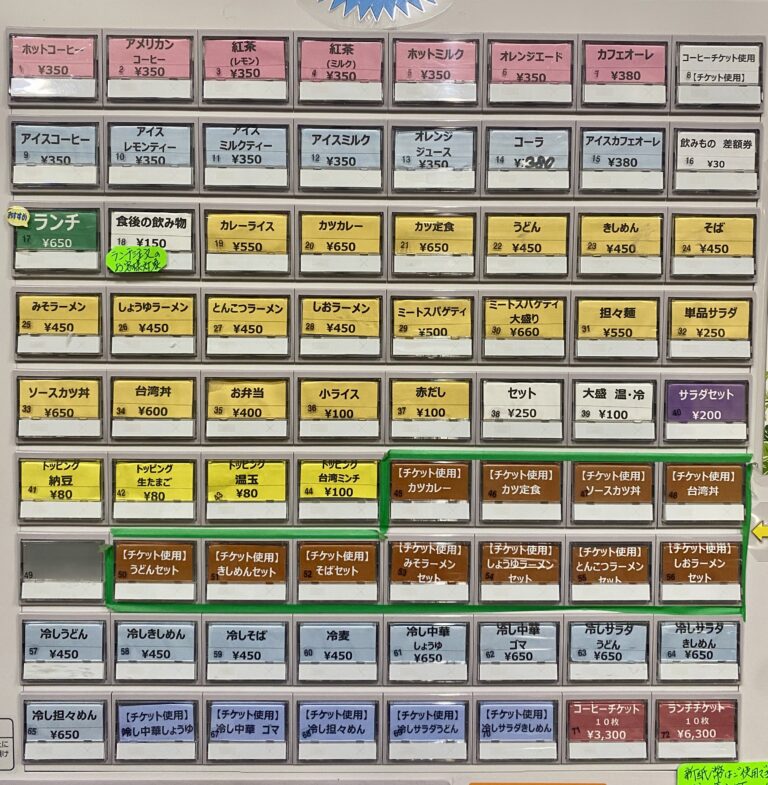 ホットコーヒー
1 ¥350
アメリカン
コーヒー
2 ¥350
紅茶
(レモン)
3 ¥350
紅茶
(ミルク)
4 ¥350
ホットミルク
5 ¥350
オレンジエード
6 ¥350
カフェオーレ
7 ¥380
コーヒーチケット使用
8 【チケット使用】
アイスコーヒー
9 ¥350
アイス
レモンティー
10 ¥350
アイス
ミルクティー
11 ¥350
アイスミルク
12 ¥350
オレンジ
ジュース
13 ¥350
コーラ
14 ¥380
アイスカフェオーレ
15 ¥380
飲みもの 差額券
16 ¥30
おすすめ
ランチ
17 ¥650
食後の飲み物
18 ¥150
カレーライス
19 ¥550
カツカレー
20 ¥650
カツ定食
21 ¥650
うどん
22 ¥450
きしめん
23 ¥450
そば
24 ¥450
みそラーメン
25 ¥450
しょうゆラーメン
26 ¥450
とんこつラーメン
27 ¥450
しおラーメン
28 ¥450
ミートスパゲティ
29 ¥500
ミートスパゲティ
大盛り
30 ¥660
担々麺
31 ¥550
単品サラダ
32 ¥250
ソースカツ丼
33 ¥650
台湾丼
34 ¥600
お弁当
35 ¥400
小ライス
36 ¥100
赤だし
37 ¥100
セット
38 ¥250
大盛 温・冷
39 ¥100
サラダセット
40 ¥200
トッピング
納豆
41 ¥80
トッピング
生たまご
42 ¥80
トッピング
温玉
43 ¥80
トッピング
台湾ミンチ
44 ¥100
【チケット使用】
45 カツカレー
【チケット使用】
46 カツ定食
【チケット使用】
47 ソースカツ丼
【チケット使用】
48 台湾丼
49
【チケット使用】
50 うどんセット
【チケット使用】
51 きしめんセット
【チケット使用】
52 そばセット
【チケット使用】
みそラーメン
53 セット
【チケット使用】
しょうゆラーメン
54 セット
【チケット使用】
とんこつラーメン
55 セット
【チケット使用】
しおラーメン
56 セット
冷しうどん
57 ¥450
冷しきしめん
58 ¥450
冷しそば
59 ¥450
冷麦
60 ¥450
冷し中華
しょうゆ
61 ¥650
冷し中華
ゴマ
62 ¥650
冷しサラダ
うどん
63 ¥650
冷しサラダ
きしめん
64 ¥650
冷し担々めん
65 ¥650
【チケット使用】
冷し中華しょうゆ
【チケット使用】
67 冷し中華 ゴマ
【チケット使用】
68 冷し担々めん
【チケット使用】
69 冷しサラダうどん
【チケット使用】
70 冷しサラダきしめん
コーヒーチケット
10枚
71 ¥3,300
ランチチケット
10枚
72 ¥6,300
新紙幣はご使用でき